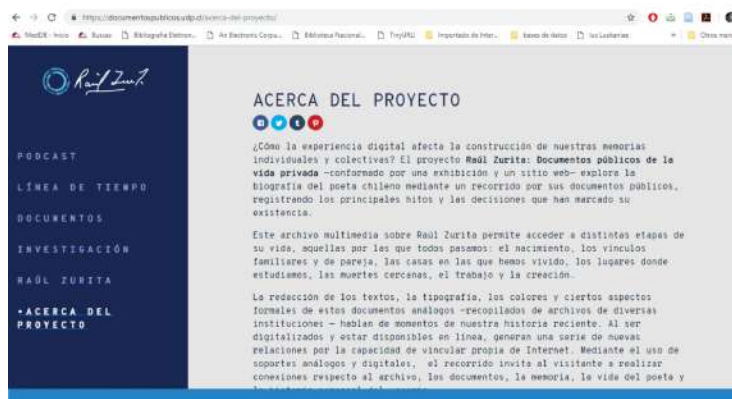 https://documentospublicos.udp.cl/acerca-del-proyecto/
Raúl Zurita
PODCAST
LÍNEA DE TIEMPO
DOCUMENTOS
INVESTIGACIÓN
RAÚL ZURITA
•ACERCA DEL
PROYECTO
ACERCA DEL PROYECTO
¿Cómo la experiencia digital afecta la construcción de nuestras memorias
individuales y colectivas? El proyecto Raúl Zurita: Documentos públicos de la
vida privada —conformado por una exhibición y un sitio web— explora la
biografía del poeta chileno mediante un recorrido por sus documentos públicos,
registrando los principales hitos y las decisiones que han marcado su
existencia.
Este archivo multimedia sobre Raúl Zurita permite acceder a distintas etapas de
su vida, aquellas por las que todos pasamos: el nacimiento, los vínculos
familiares y de pareja, las casas en las que hemos vivido, los lugares donde
estudiamos, las muertes cercanas, el trabajo y la creación.
La redacción de los textos, la tipografía, los colores y ciertos aspectos
formales de estos documentos análogos —recopilados de archivos de diversas
instituciones — hablan de momentos de nuestra historia reciente. Al ser
digitalizados y estar disponibles en línea, generan una serie de nuevas
relaciones por la capacidad de vincular propia de Internet. Mediante el uso de
soportes análogos y digitales, el recorrido invita al visitante a realizar
conexiones respecto al archivo, los documentos, la memoria, la vida del poeta y